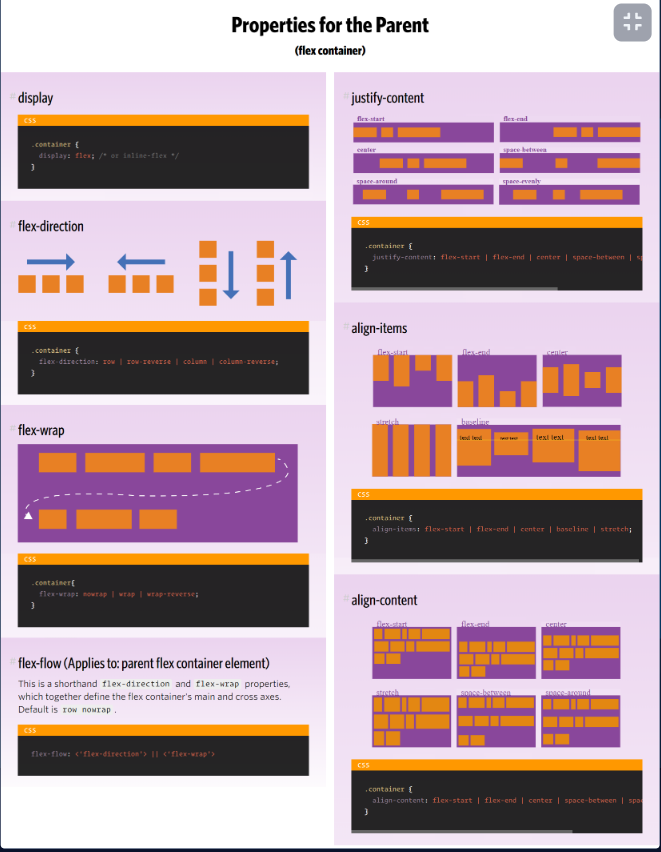 Properties for the Parent
(flex container)
# display
CSS
.container {
display: flex; /* or inline-flex */
}
# flex-direction
CSS
.container {
flex-direction: row | row-reverse | column | column-reverse;
}
# flex-wrap
CSS
.container{
flex-wrap: nowrap | wrap | wrap-reverse;
}
# flex-flow (Applies to: parent flex container element)
This is a shorthand flex-direction and flex-wrap properties,
which together define the flex container's main and cross axes.
Default is row nowrap .
CSS
flex-flow: <'flex-direction'> || <'flex-wrap'>
# justify-content
flex-start flex-end
center space-between
space-around space-evenly
CSS
.container {
justify-content: flex-start | flex-end | center | space-between | sp
}
# align-items
flex-start flex-end center
stretch baseline
text text text text text text text text
CSS
.container {
align-items: flex-start | flex-end | center | baseline | stretch;
}
# align-content
flex-start flex-end center
stretch space-between space-around
CSS
.container {
align-content: flex-start | flex-end | center | space-between | spac
}